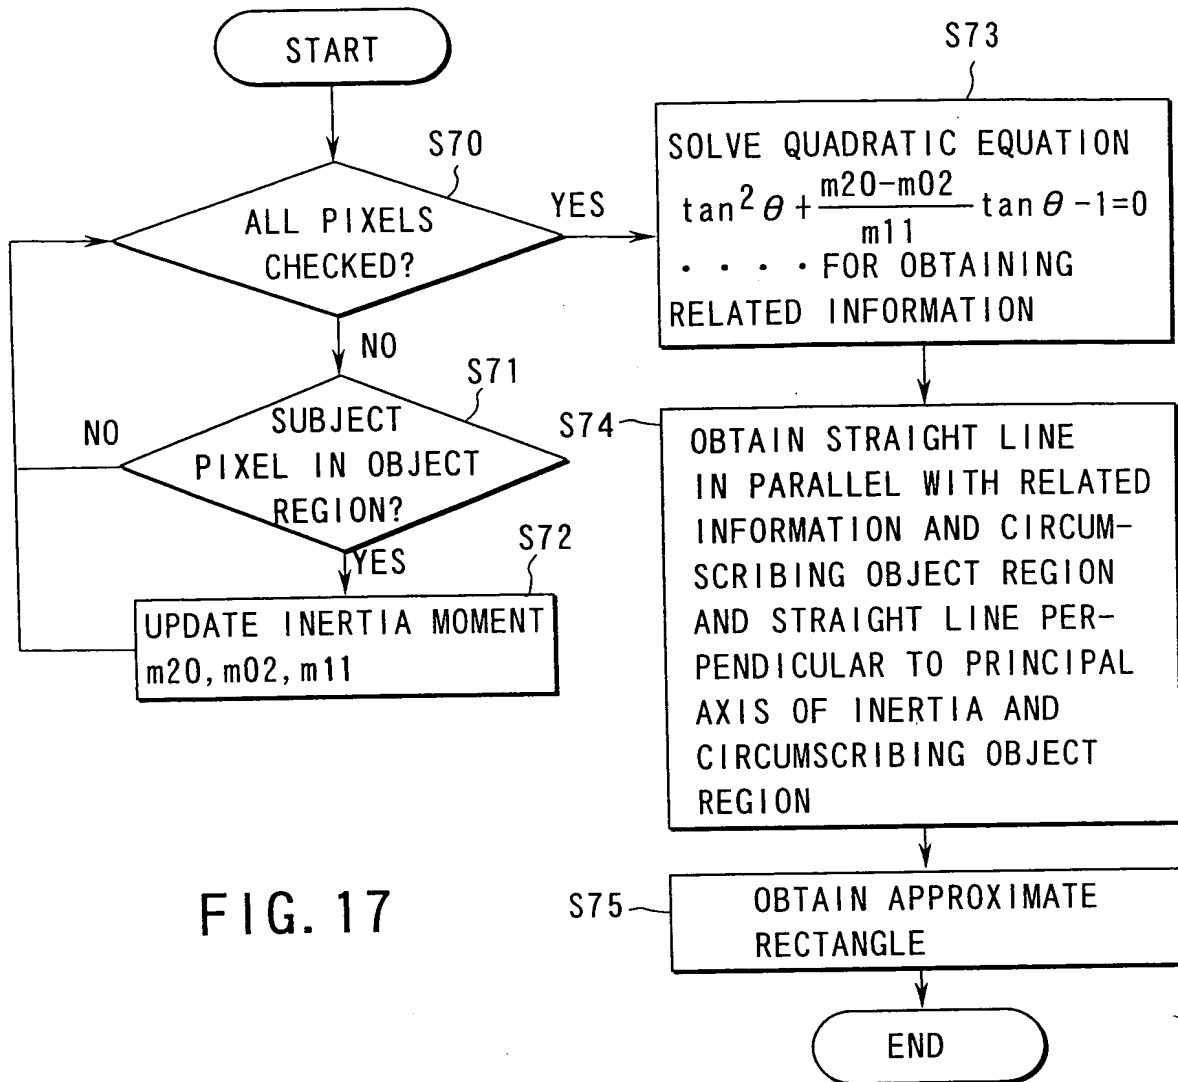 START
S70
ALL PIXELS
CHECKED?
YES
NO
S71
SUBJECT
PIXEL IN OBJECT
REGION?
NO
YES
S72
UPDATE INERTIA MOMENT
m20, m02, m11
S73
SOLVE QUADRATIC EQUATION
tan²θ + (m20-m02)/m11 tanθ -1=0
· · · · FOR OBTAINING
RELATED INFORMATION
S74
OBTAIN STRAIGHT LINE
IN PARALLEL WITH RELATED
INFORMATION AND CIRCUM-
SCRIBING OBJECT REGION
AND STRAIGHT LINE PER-
PENDICULAR TO PRINCIPAL
AXIS OF INERTIA AND
CIRCUMSCRIBING OBJECT
REGION
S75
OBTAIN APPROXIMATE
RECTANGLE
END
FIG. 17